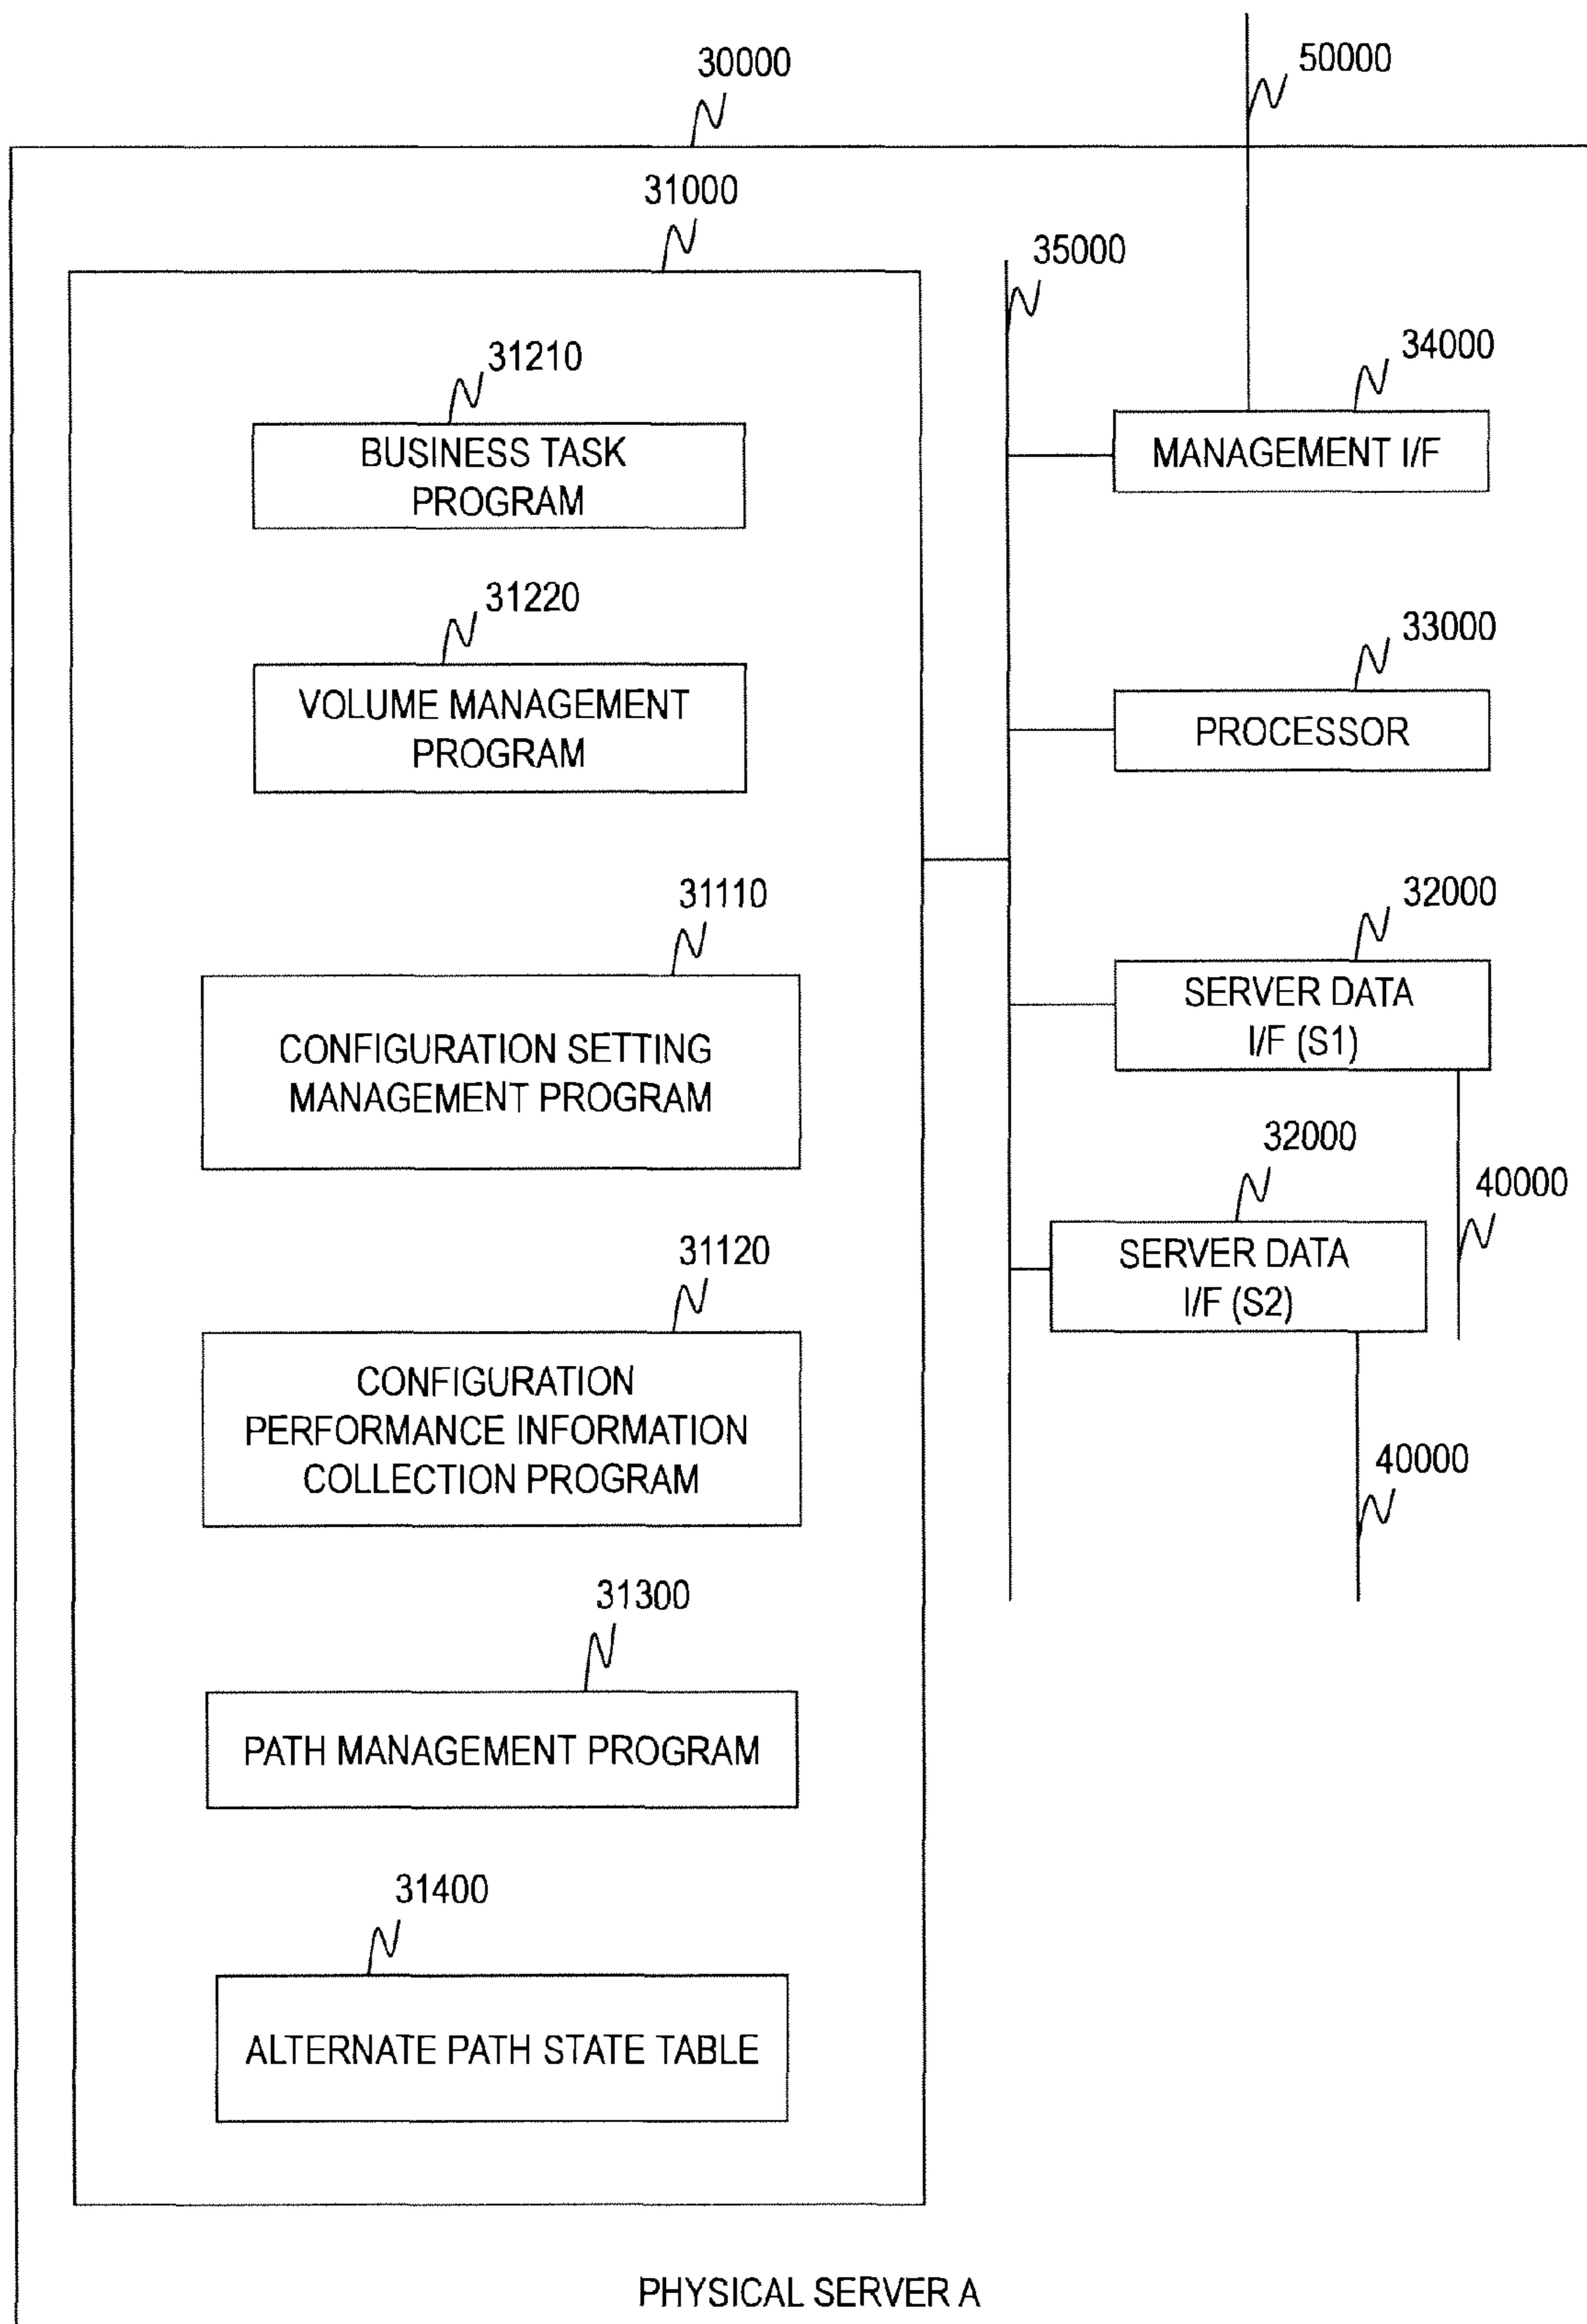 30000
50000
31000
35000
31210
BUSINESS TASK
PROGRAM
31220
VOLUME MANAGEMENT
PROGRAM
31110
CONFIGURATION SETTING
MANAGEMENT PROGRAM
31120
CONFIGURATION
PERFORMANCE INFORMATION
COLLECTION PROGRAM
31300
PATH MANAGEMENT PROGRAM
31400
ALTERNATE PATH STATE TABLE
34000
MANAGEMENT I/F
33000
PROCESSOR
32000
SERVER DATA
I/F (S1)
40000
32000
SERVER DATA
I/F (S2)
40000
PHYSICAL SERVER A